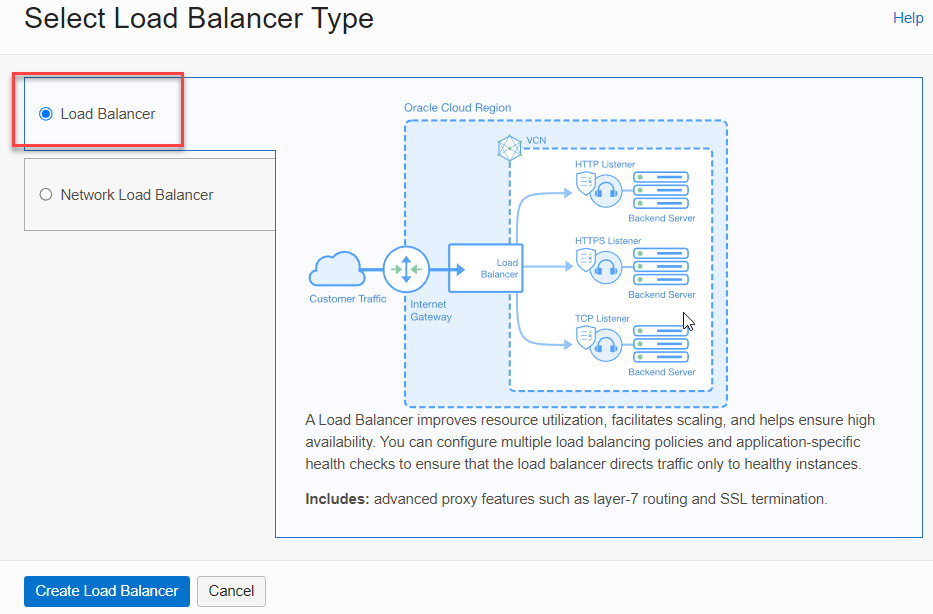 Select Load Balancer Type
Help
Load Balancer
Network Load Balancer
Oracle Cloud Region
VCN
HTTP Listener
Backend Server
HTTPS Listener
Load
Balancer
Backend Server
Customer Traffic
Internet
Gateway
TCP Listener
Backend Server
A Load Balancer improves resource utilization, facilitates scaling, and helps ensure high
availability. You can configure multiple load balancing policies and application-specific
health checks to ensure that the load balancer directs traffic only to healthy instances.
Includes: advanced proxy features such as layer-7 routing and SSL termination.
Create Load Balancer
Cancel